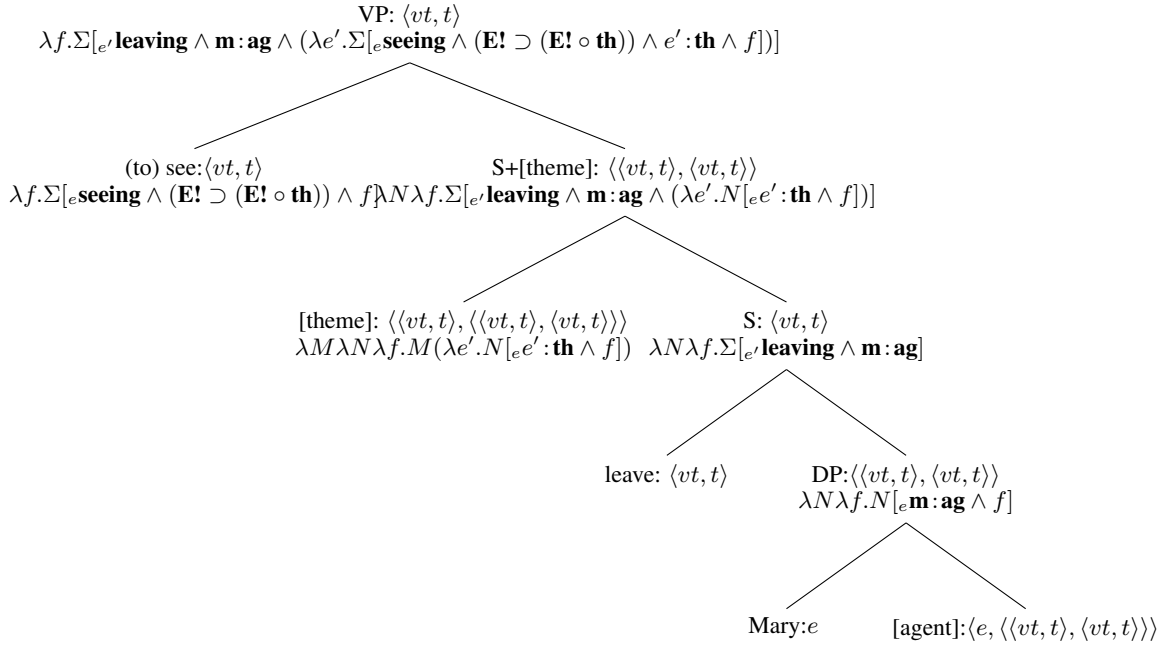 VP: ⟨vt, t⟩
λf.Σ[ₑ′leaving ∧ m : ag ∧ (λe′.Σ[ₑseeing ∧ (E! ⊃ (E! ∘ th)) ∧ e′ : th ∧ f])]
(to) see:⟨vt, t⟩
λf.Σ[ₑseeing ∧ (E! ⊃ (E! ∘ th)) ∧ f]
S+[theme]: ⟨⟨vt, t⟩, ⟨vt, t⟩⟩
λNλf.Σ[ₑ′leaving ∧ m : ag ∧ (λe′.N[ₑe′ : th ∧ f])]
[theme]: ⟨⟨vt, t⟩, ⟨⟨vt, t⟩, ⟨vt, t⟩⟩⟩
λMλNλf.M(λe′.N[ₑe′ : th ∧ f])
S: ⟨vt, t⟩
λNλf.Σ[ₑ′leaving ∧ m : ag]
leave: ⟨vt, t⟩
DP:⟨⟨vt, t⟩, ⟨vt, t⟩⟩
λNλf.N[ₑm : ag ∧ f]
Mary:e
[agent]:⟨e, ⟨⟨vt, t⟩, ⟨vt, t⟩⟩⟩